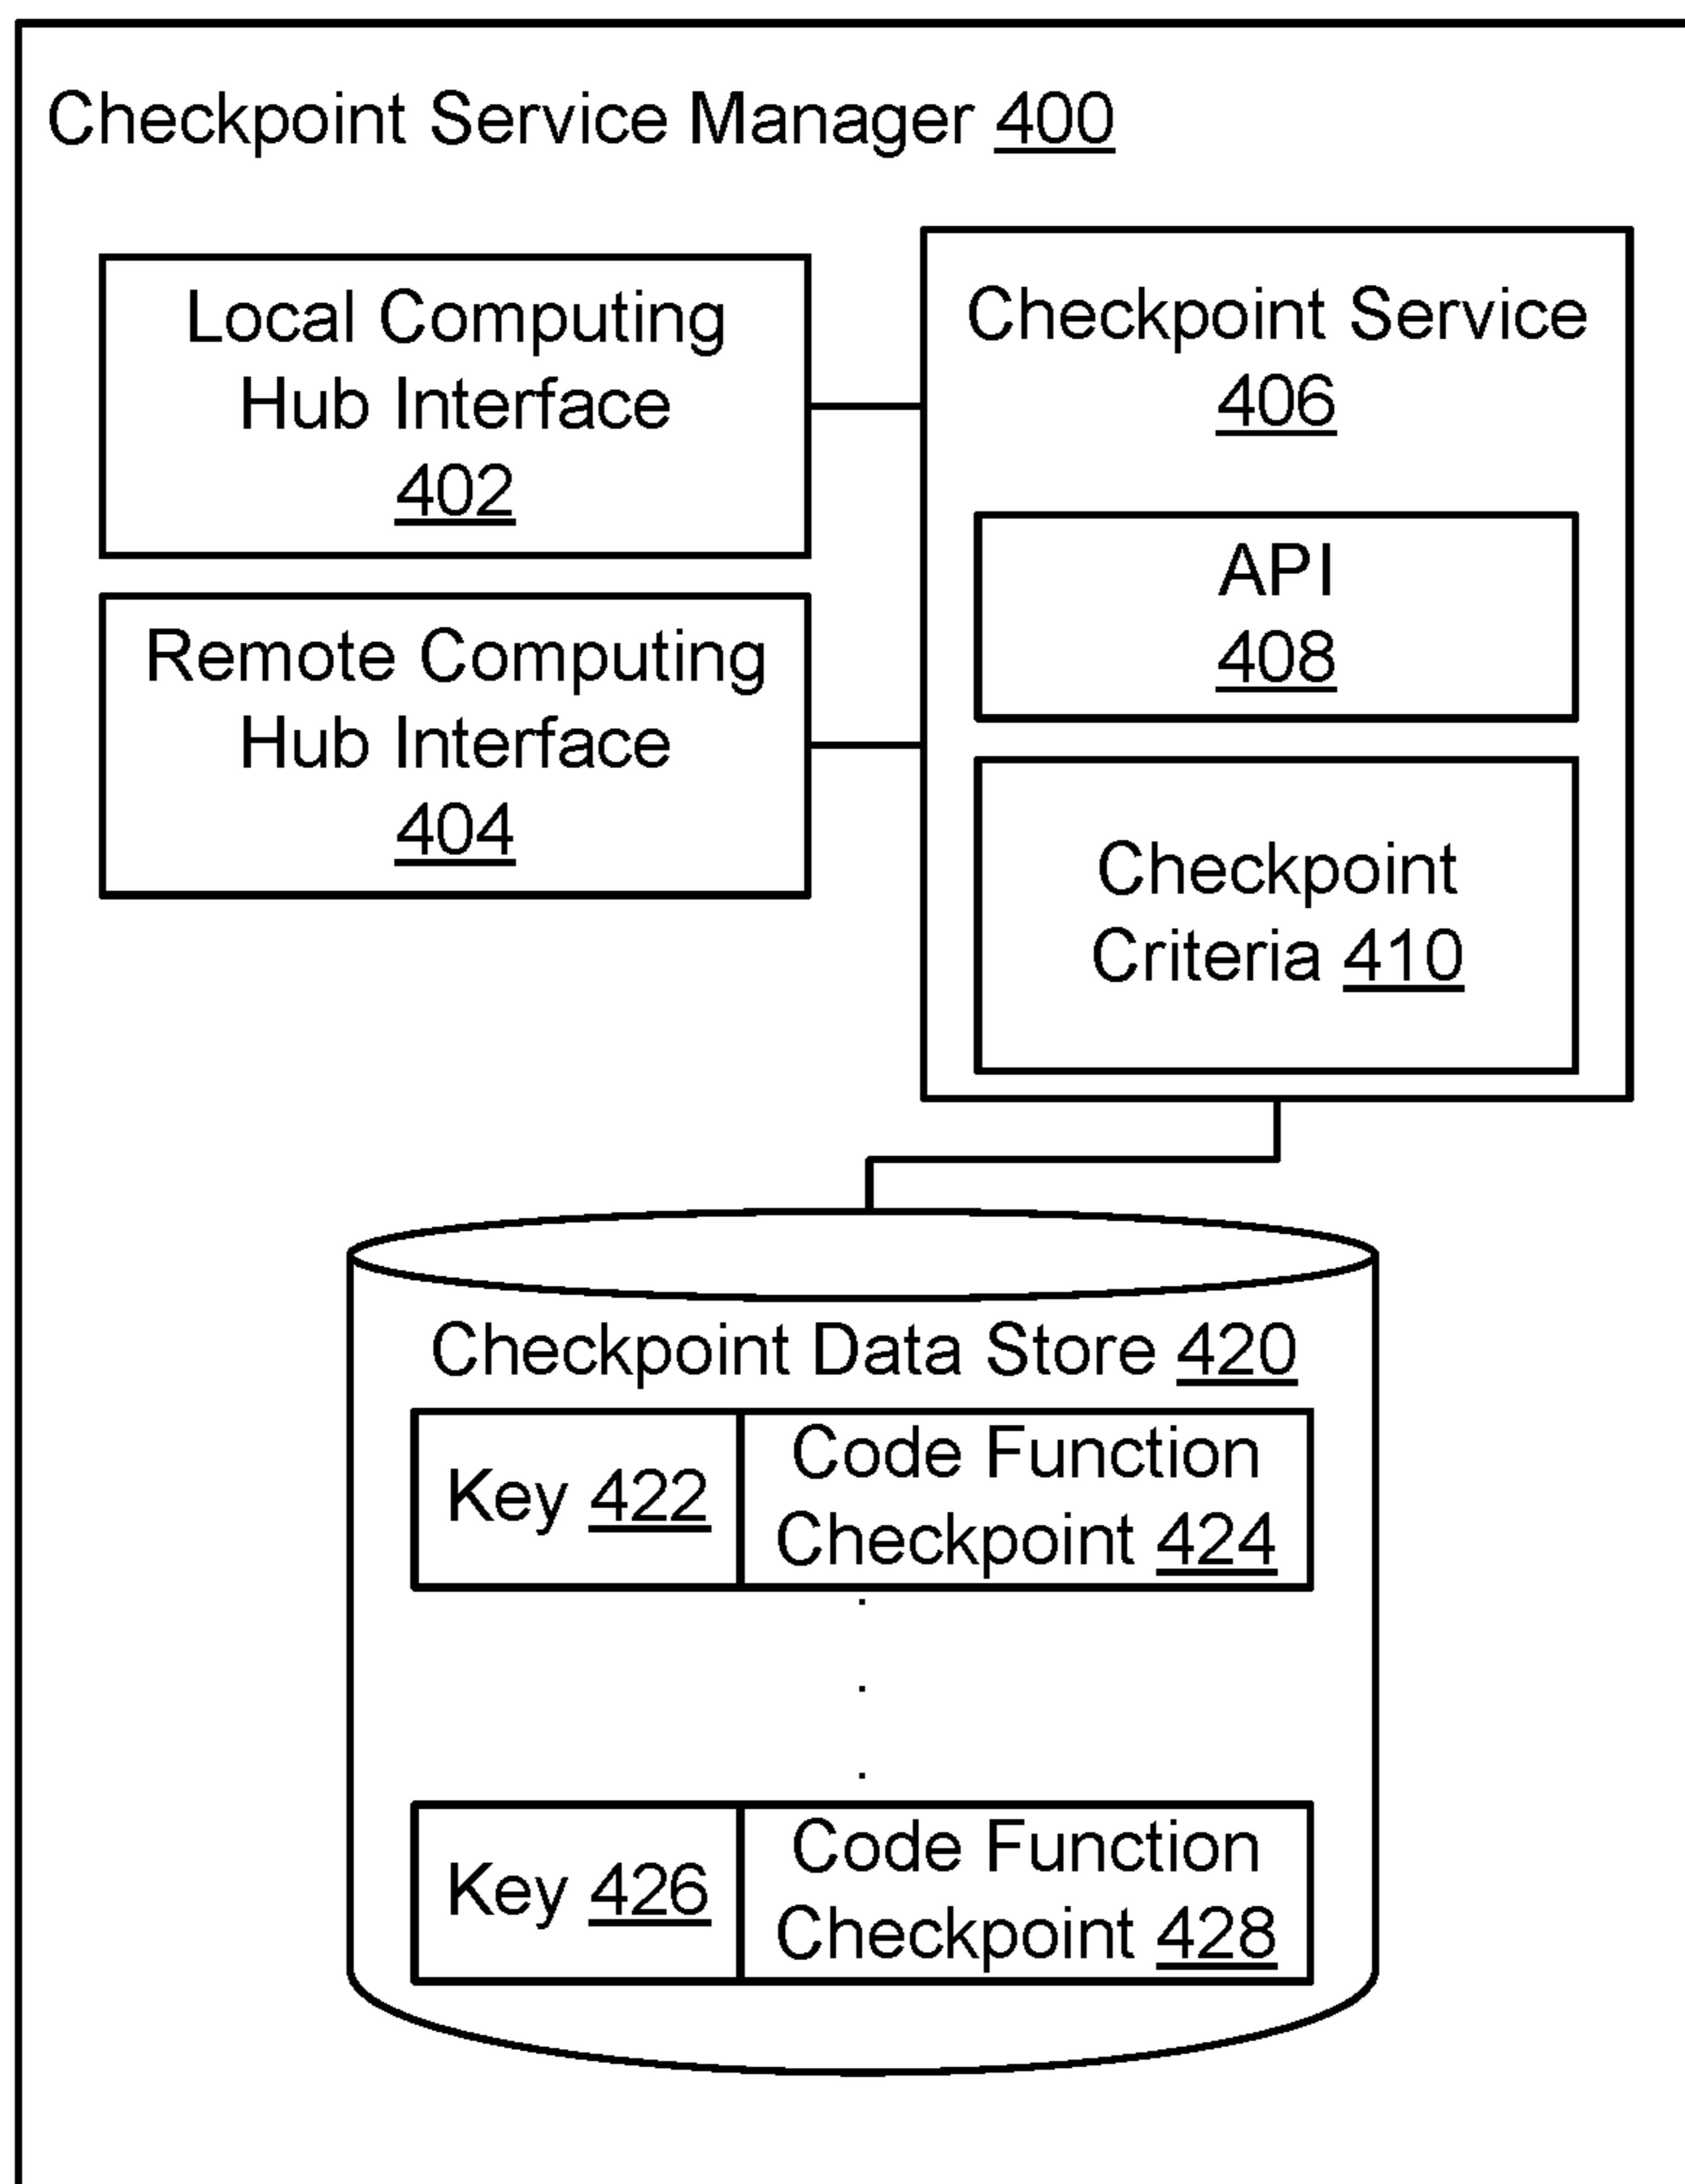 Checkpoint Service Manager 400
Local Computing
Hub Interface
402
Remote Computing
Hub Interface
404
Checkpoint Service
406
API
408
Checkpoint
Criteria 410
Checkpoint Data Store 420
Key 422
Code Function
Checkpoint 424
Key 426
Code Function
Checkpoint 428